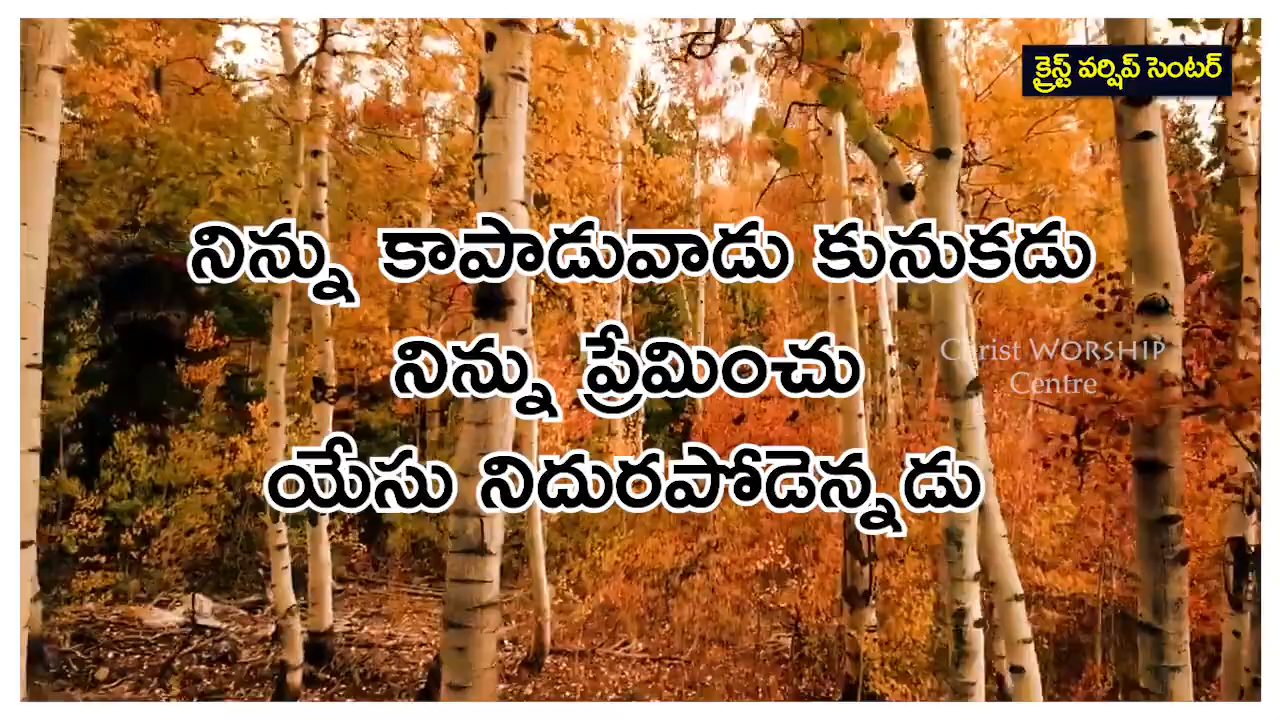 క్రైస్ట్ వర్షిప్ సెంటర్
నిన్ను కాపాడువాడు కునుకడు
నిన్ను ప్రేమించు
Christ WORSHIP
Centre
యేసు నిదురపోడెన్నడు